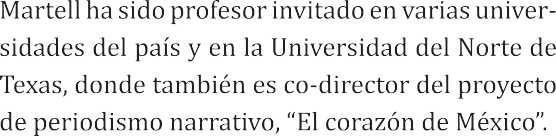 Martell ha sido profesor invitado en varias univer-
sidades del país y en la Universidad del Norte de
Texas, donde también es co-director del proyecto
de periodismo narrativo, “El corazón de México”.